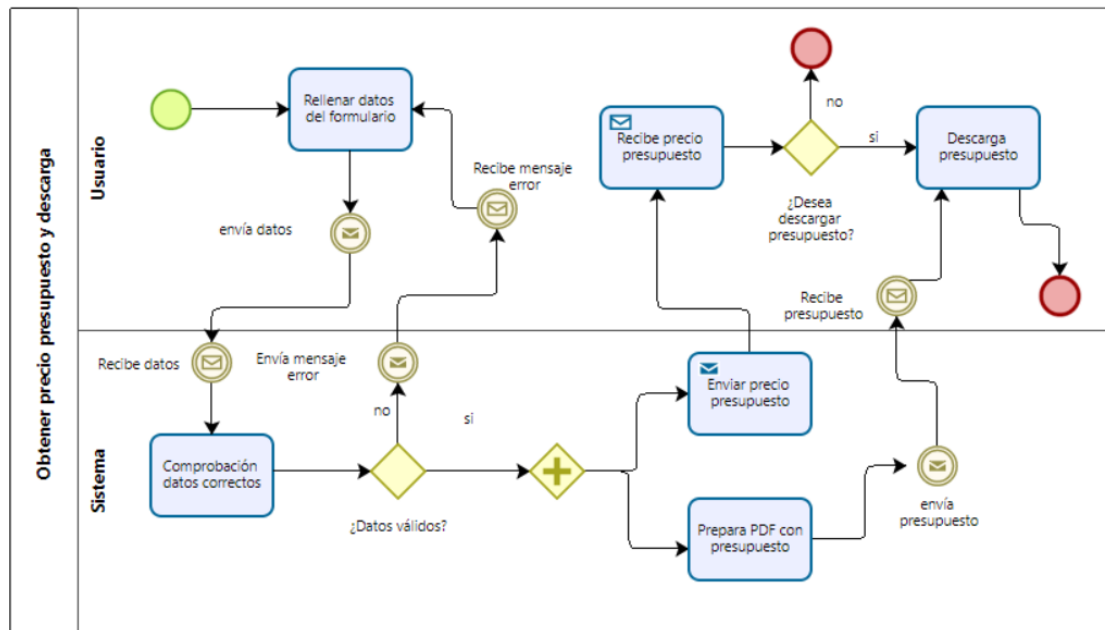 Obtener precio presupuesto y descarga
Usuario
Rellenar datos
del formulario
envía datos
Recibe mensaje
error
Recibe precio
presupuesto
no
si
¿Desea
descargar
presupuesto?
Descarga
presupuesto
Recibe
presupuesto
Sistema
Recibe datos
Envía mensaje
error
no
si
Comprobación
datos correctos
¿Datos válidos?
Enviar precio
presupuesto
Prepara PDF con
presupuesto
envía
presupuesto